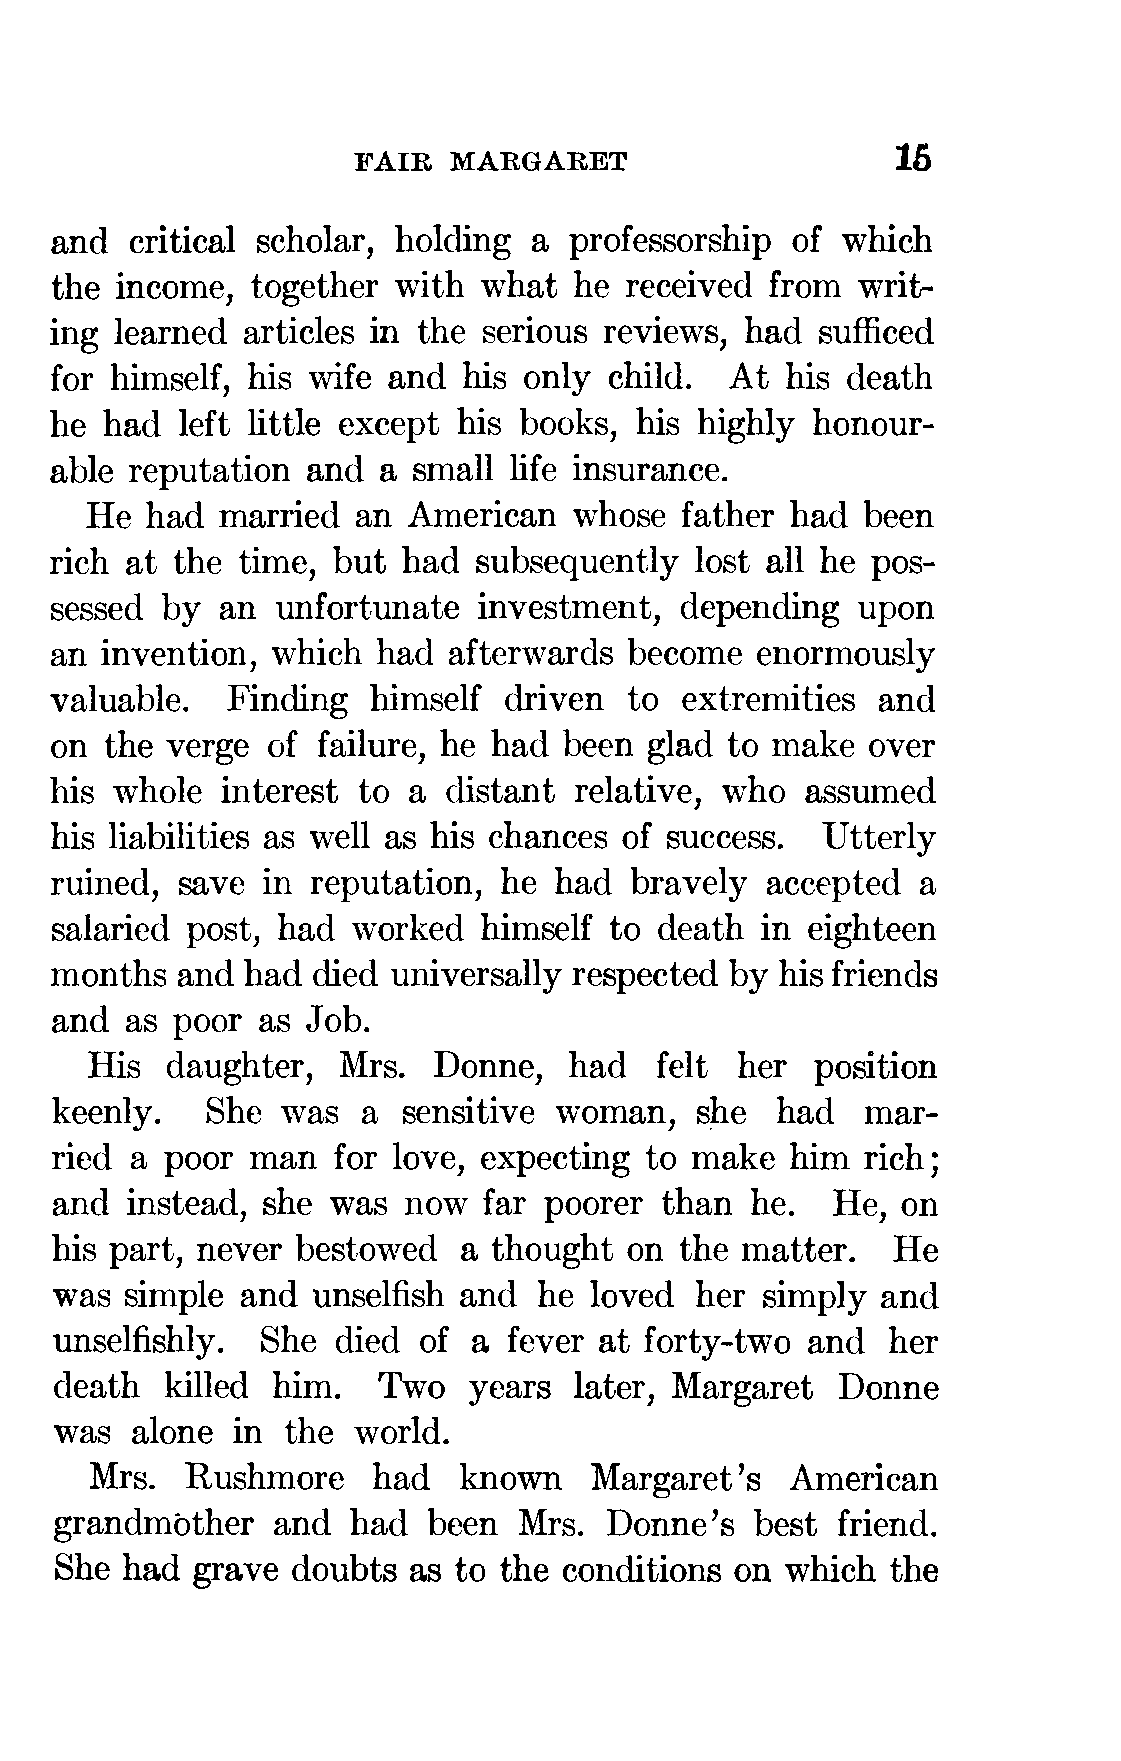 FAIR MARGARET 15
and critical scholar, holding a professorship of which
the income, together with what he received from writ-
ing learned articles in the serious reviews, had sufficed
for himself, his wife and his only child. At his death
he had left little except his books, his highly honour-
able reputation and a small life insurance.
He had married an American whose father had been
rich at the time, but had subsequently lost all he pos-
sessed by an unfortunate investment, depending upon
an invention, which had afterwards become enormously
valuable. Finding himself driven to extremities and
on the verge of failure, he had been glad to make over
his whole interest to a distant relative, who assumed
his liabilities as well as his chances of success. Utterly
ruined, save in reputation, he had bravely accepted a
salaried post, had worked himself to death in eighteen
months and had died universally respected by his friends
and as poor as Job.
His daughter, Mrs. Donne, had felt her position
keenly. She was a sensitive woman, she had mar-
ried a poor man for love, expecting to make him rich;
and instead, she was now far poorer than he. He, on
his part, never bestowed a thought on the matter. He
was simple and unselfish and he loved her simply and
unselfishly. She died of a fever at forty-two and her
death killed him. Two years later, Margaret Donne
was alone in the world.
Mrs. Rushmore had known Margaret's American
grandmother and had been Mrs. Donne's best friend.
She had grave doubts as to the conditions on which the